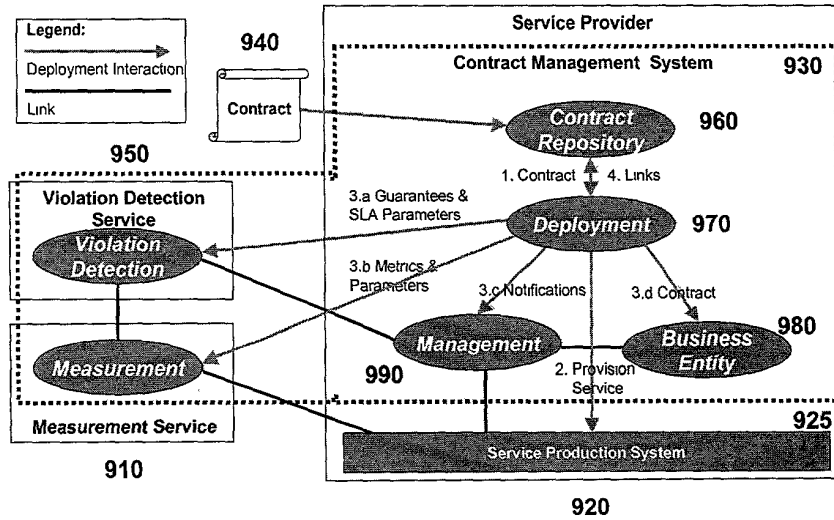 Legend:
Deployment Interaction
Link
940
Contract
Service Provider
Contract Management System
930
Contract
Repository
960
950
1. Contract
4. Links
Violation Detection
Service
Violation
Detection
3.a Guarantees &
SLA Parameters
Deployment
970
3.b Metrics &
Parameters
3.c Notifications
3.d Contract
Measurement
Management
990
Business
Entity
980
2. Provision
Service
Measurement Service
910
925
Service Production System
920